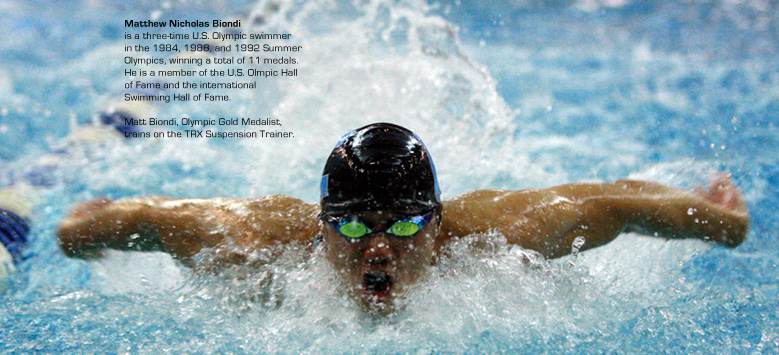 Matthew Nicholas Biondi
is a three-time U.S. Olympic swimmer
in the 1984, 1988, and 1992 Summer
Olympics, winning a total of 11 medals.
He is a member of the U.S. Olmpic Hall
of Fame and the international
Swimming Hall of Fame.
Matt Biondi, Olympic Gold Medalist,
trains on the TRX Suspension Trainer.